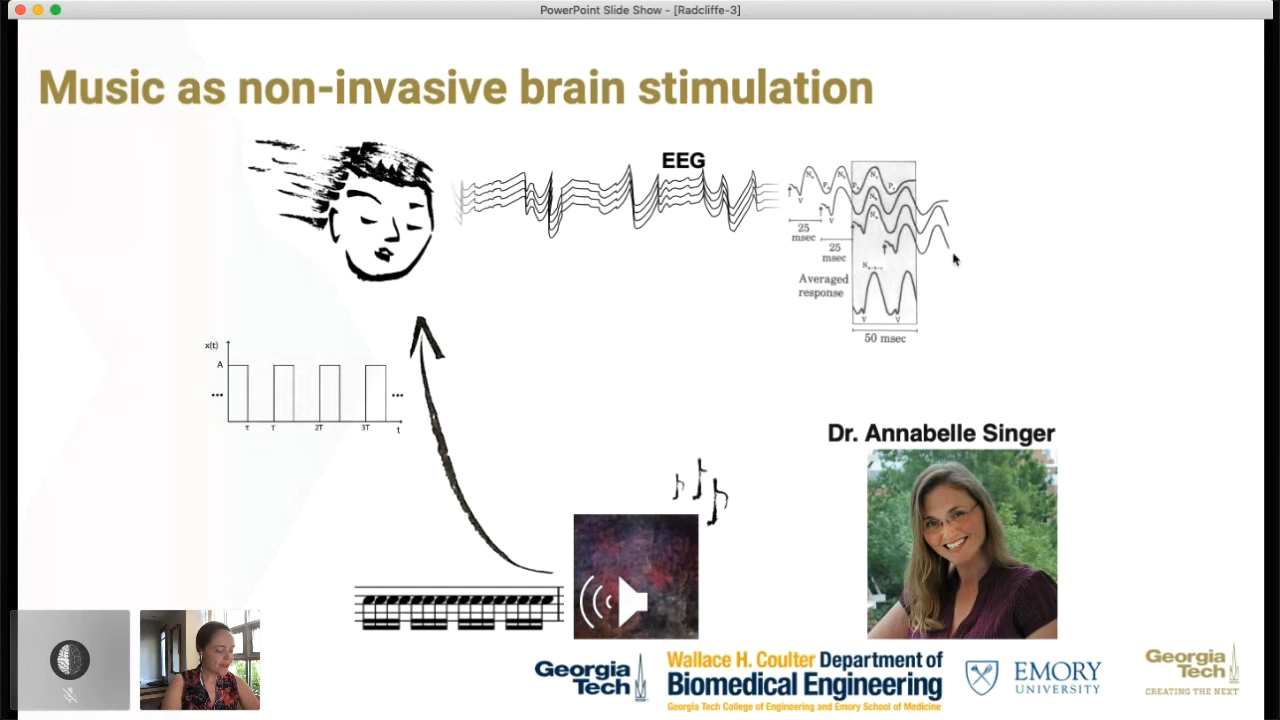 PowerPoint Slide Show - [Radcliffe-3]
Music as non-invasive brain stimulation
EEG
25
msec
25
msec
Averaged
response
V
V
V
V
50 msec
x(t)
A
...
...
τ
T
2T
3T
t
Dr. Annabelle Singer
Georgia
Tech
Wallace H. Coulter Department of
Biomedical Engineering
Georgia Tech College of Engineering and Emory School of Medicine
EMORY
UNIVERSITY
Georgia
Tech
CREATING THE NEXT